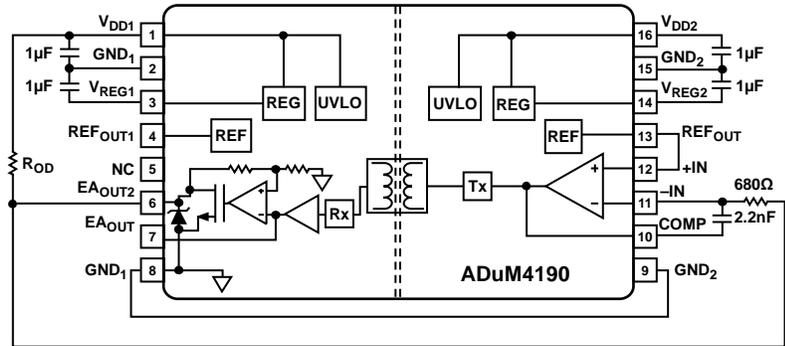 VDD1
1
1µF
GND1
2
1µF
VREG1
3
REG
UVLO
REFOUT1
4
REF
ROD
NC
5
EAOUT2
6
+
–
EAOUT
7
Rx
GND1
8
VDD2
16
1µF
GND2
15
1µF
VREG2
14
UVLO
REG
REFOUT
13
REF
+IN
12
+
–
Tx
–IN
11
680Ω
2.2nF
COMP
10
GND2
9
ADuM4190